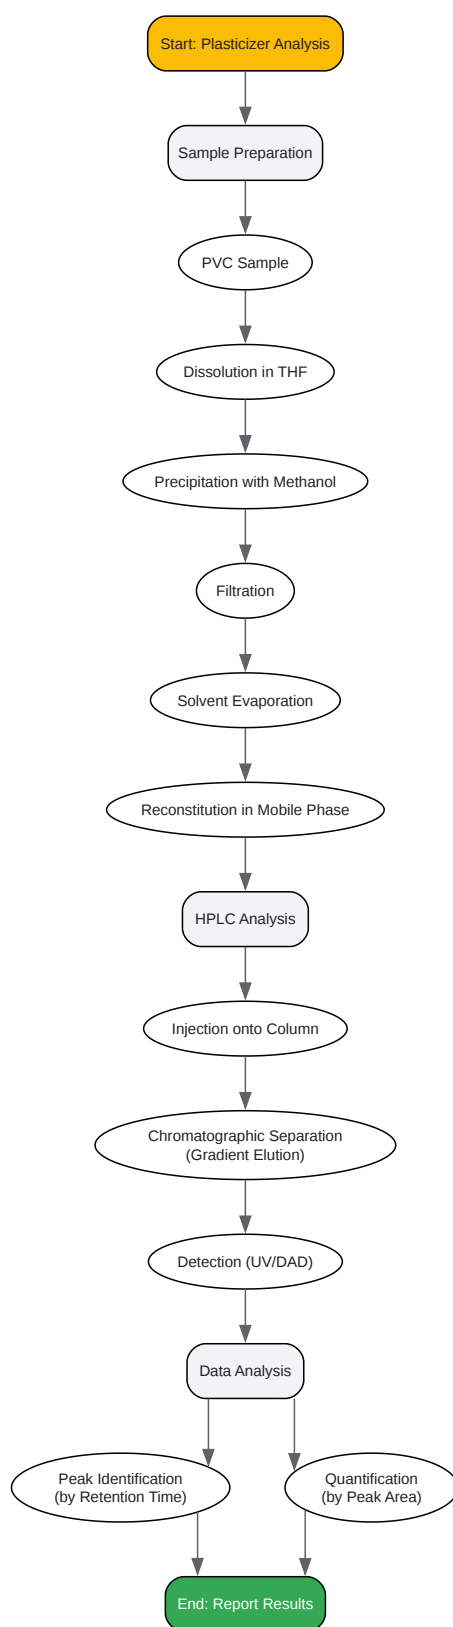 Start: Plasticizer Analysis
Sample Preparation
PVC Sample
Dissolution in THF
Precipitation with Methanol
Filtration
Solvent Evaporation
Reconstitution in Mobile Phase
HPLC Analysis
Injection onto Column
Chromatographic Separation
(Gradient Elution)
Detection (UV/DAD)
Data Analysis
Peak Identification
(by Retention Time)
Quantification
(by Peak Area)
End: Report Results